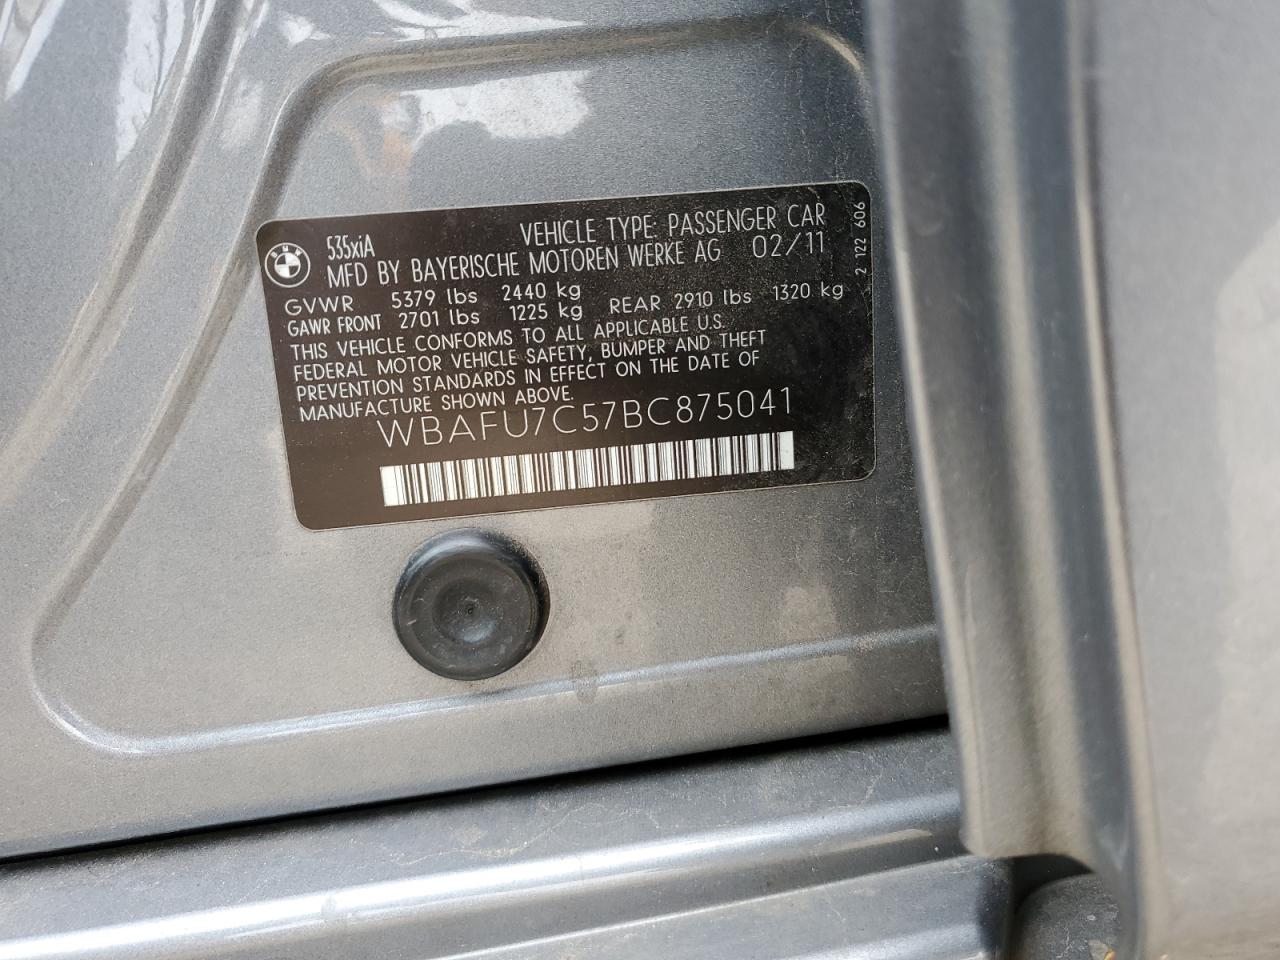 BMW
535xiA
VEHICLE TYPE: PASSENGER CAR
MFD BY BAYERISCHE MOTOREN WERKE AG 02/11
GVWR 5379 lbs 2440 kg
GAWR FRONT 2701 lbs 1225 kg REAR 2910 lbs 1320 kg
THIS VEHICLE CONFORMS TO ALL APPLICABLE U.S.
FEDERAL MOTOR VEHICLE SAFETY, BUMPER AND THEFT
PREVENTION STANDARDS IN EFFECT ON THE DATE OF
MANUFACTURE SHOWN ABOVE.
WBAFU7C57BC875041
2 122 606